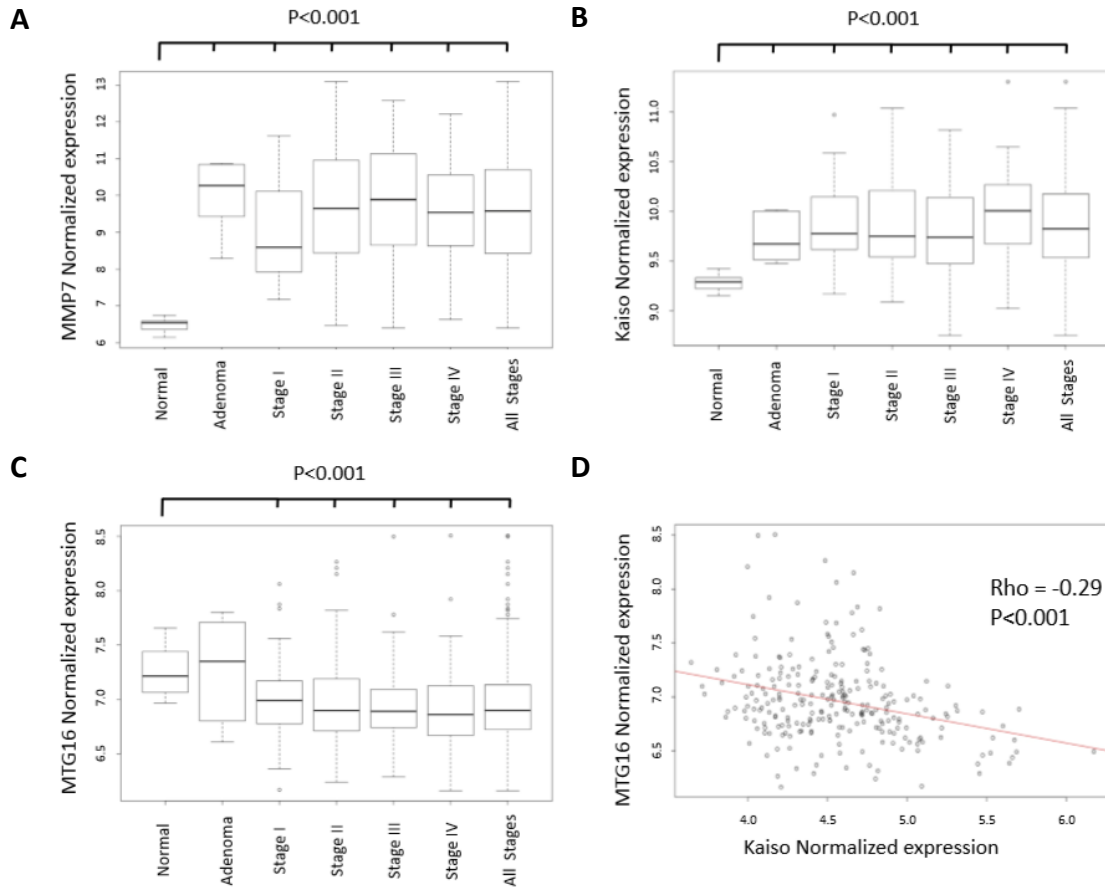 A
P<0.001
MMP7 Normalized expression
13
12
11
10
9
8
7
6
Normal
Adenoma
Stage I
Stage II
Stage III
Stage IV
All Stages
B
P<0.001
Kaiso Normalized expression
11.0
10.5
10.0
9.5
9.0
Normal
Adenoma
Stage I
Stage II
Stage III
Stage IV
All Stages
C
P<0.001
MTG16 Normalized expression
8.5
8.0
7.5
7.0
6.5
Normal
Adenoma
Stage I
Stage II
Stage III
Stage IV
All Stages
D
MTG16 Normalized expression
8.5
8.0
7.5
7.0
6.5
Rho = -0.29
P<0.001
4.0 4.5 5.0 5.5 6.0
Kaiso Normalized expression